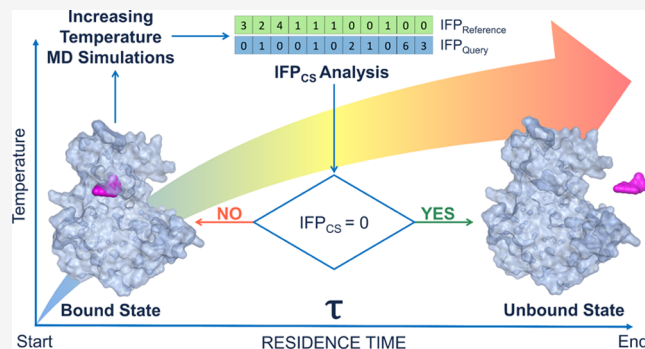 Increasing
Temperature
MD Simulations
3 2 4 1 1 1 0 0 1 0 0
IFPReference
0 1 0 0 1 0 2 1 0 6 3
IFPQuery
IFPCS Analysis
Temperature
NO
IFPCS = 0
YES
Bound State
τ
Unbound State
Start
RESIDENCE TIME
End